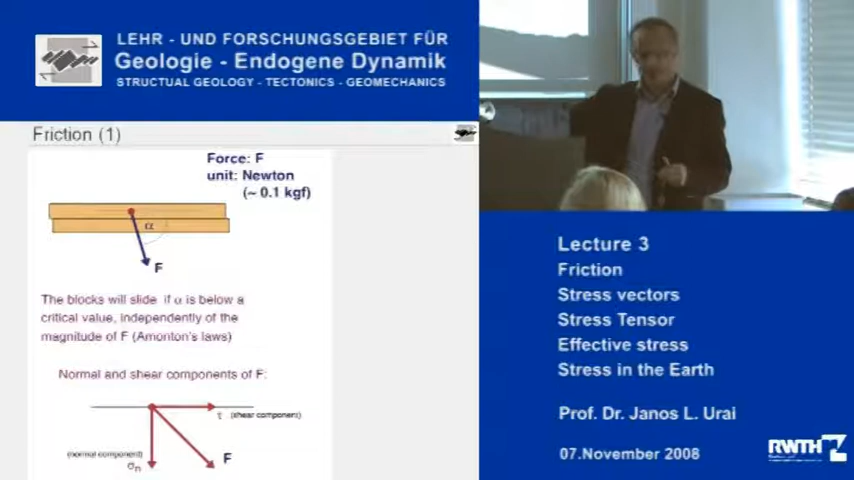 LEHR - UND FORSCHUNGSGEBIET FÜR
Geologie - Endogene Dynamik
STRUCTURAL GEOLOGY - TECTONICS - GEOMECHANICS
Friction (1)
Force: F
unit: Newton
(~ 0.1 kgf)
α
F
The blocks will slide if α is below a
critical value, independently of the
magnitude of F (Amonton's laws)
Normal and shear components of F:
τ (shear component)
(normal component)
σn
F
Lecture 3
Friction
Stress vectors
Stress Tensor
Effective stress
Stress in the Earth
Prof. Dr. Janos L. Urai
07.November 2008
RWTH